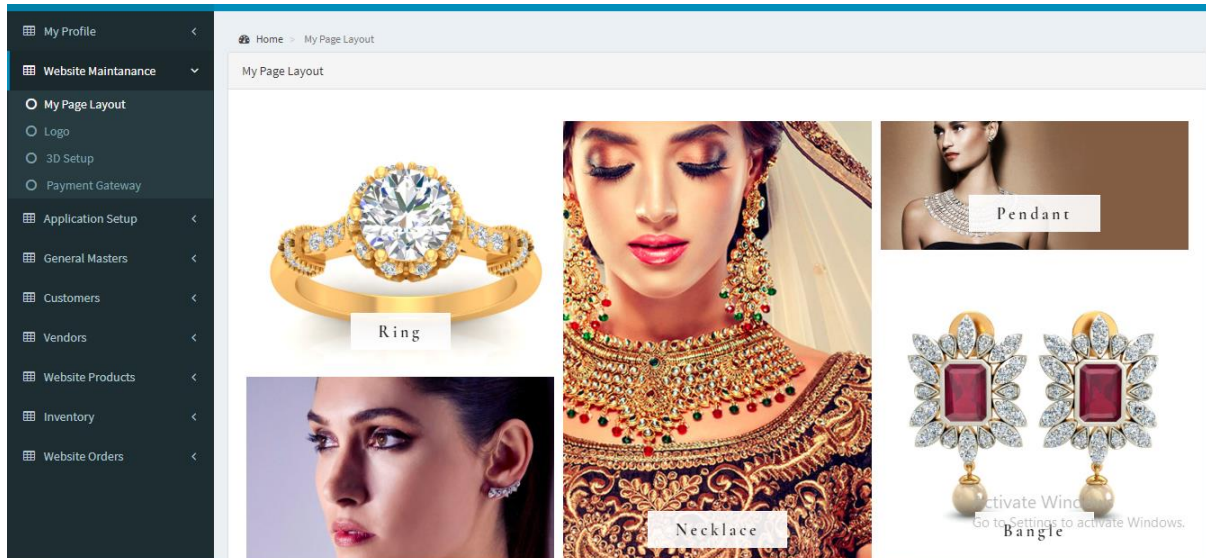 My Profile
Website Maintanance
My Page Layout
Logo
3D Setup
Payment Gateway
Application Setup
General Masters
Customers
Vendors
Website Products
Inventory
Website Orders
Home > My Page Layout
My Page Layout
Ring
Necklace
Pendant
Activate Windows
Go to Settings to activate Windows.
Bangle